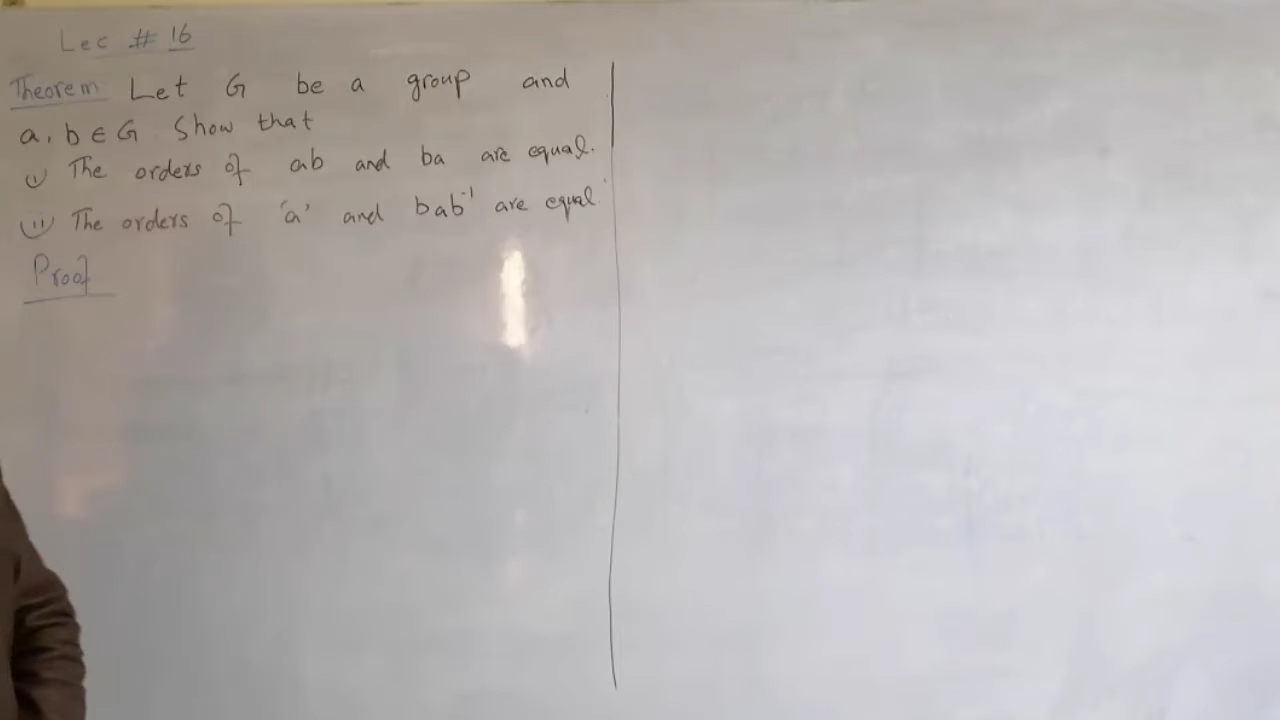 Lec # 16
Theorem Let G be a group and
a, b ∈ G. Show that
(i) The orders of ab and ba are equal.
(ii) The orders of 'a' and bab⁻¹ are equal.
Proof